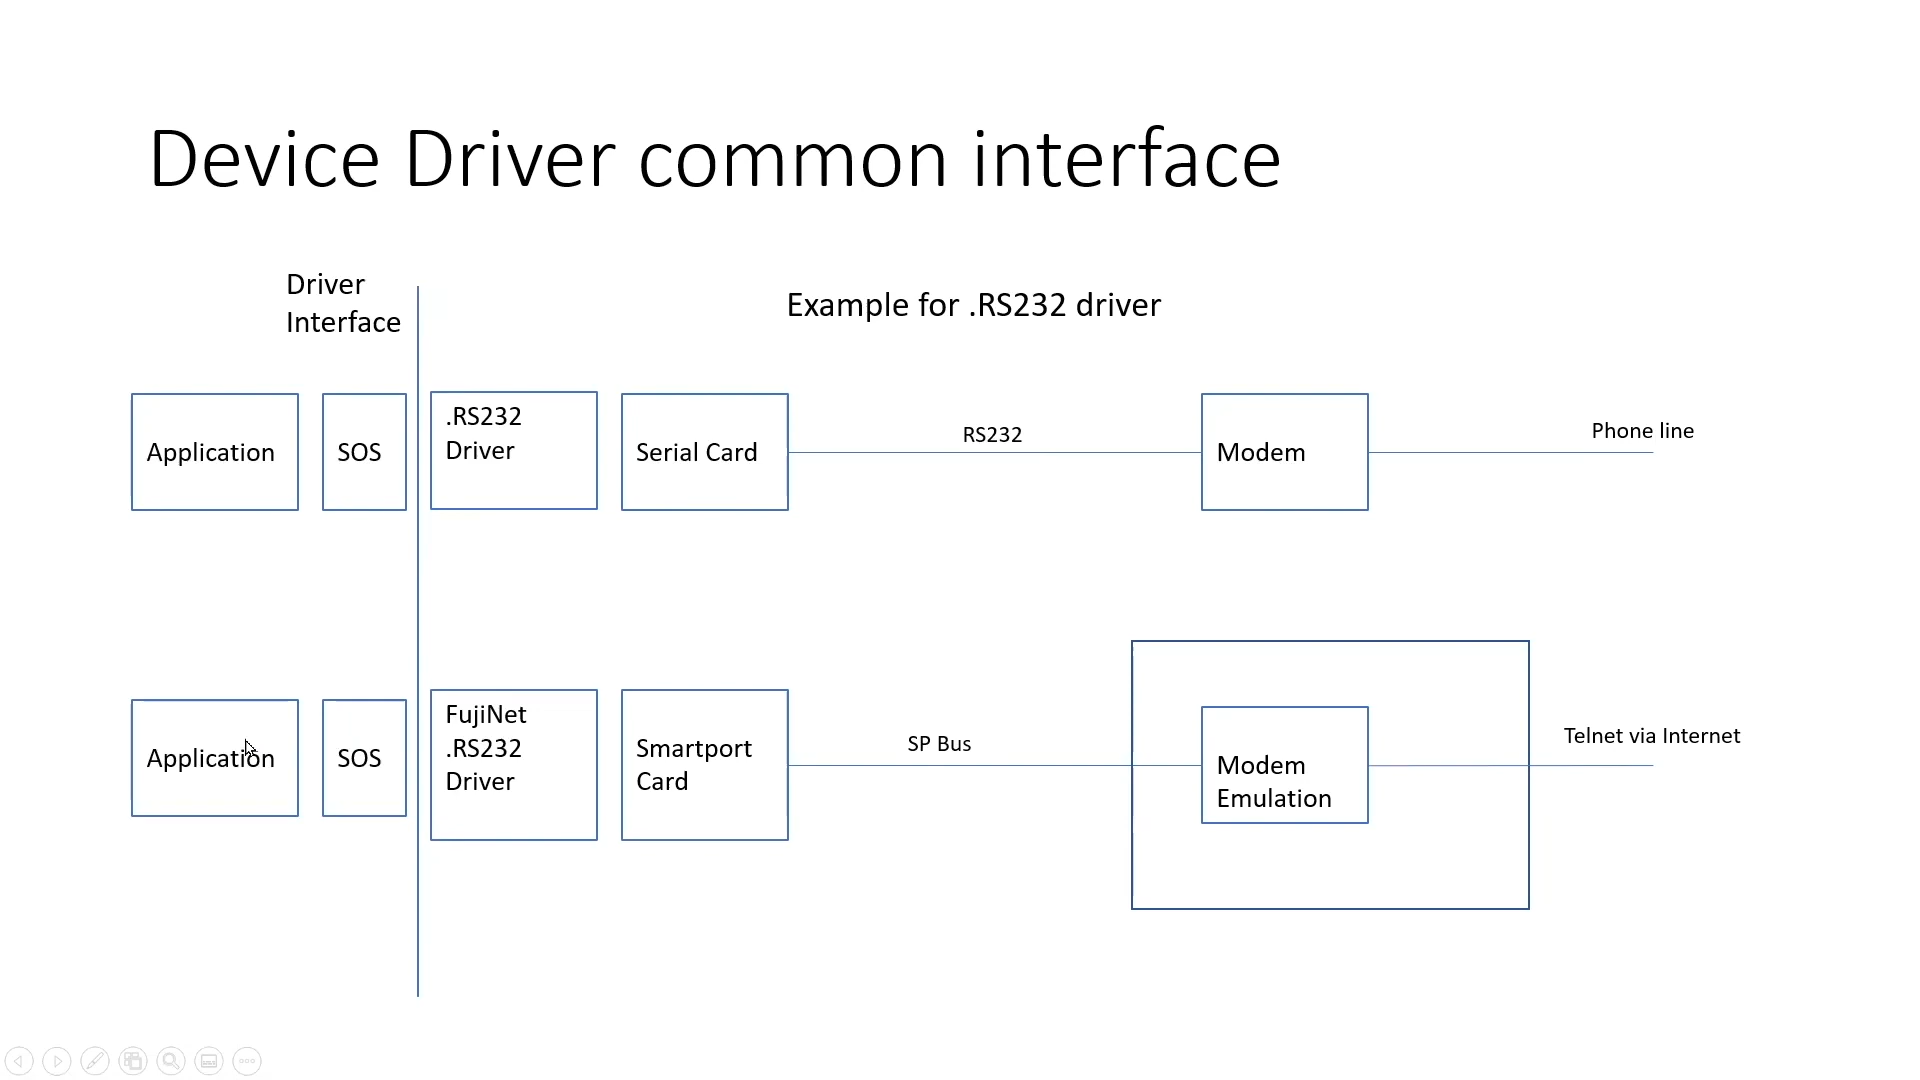 Device Driver common interface
Driver
Interface
Example for .RS232 driver
Application
SOS
.RS232
Driver
Serial Card
RS232
Modem
Phone line
Application
SOS
FujiNet
.RS232
Driver
Smartport
Card
SP Bus
Modem
Emulation
Telnet via Internet